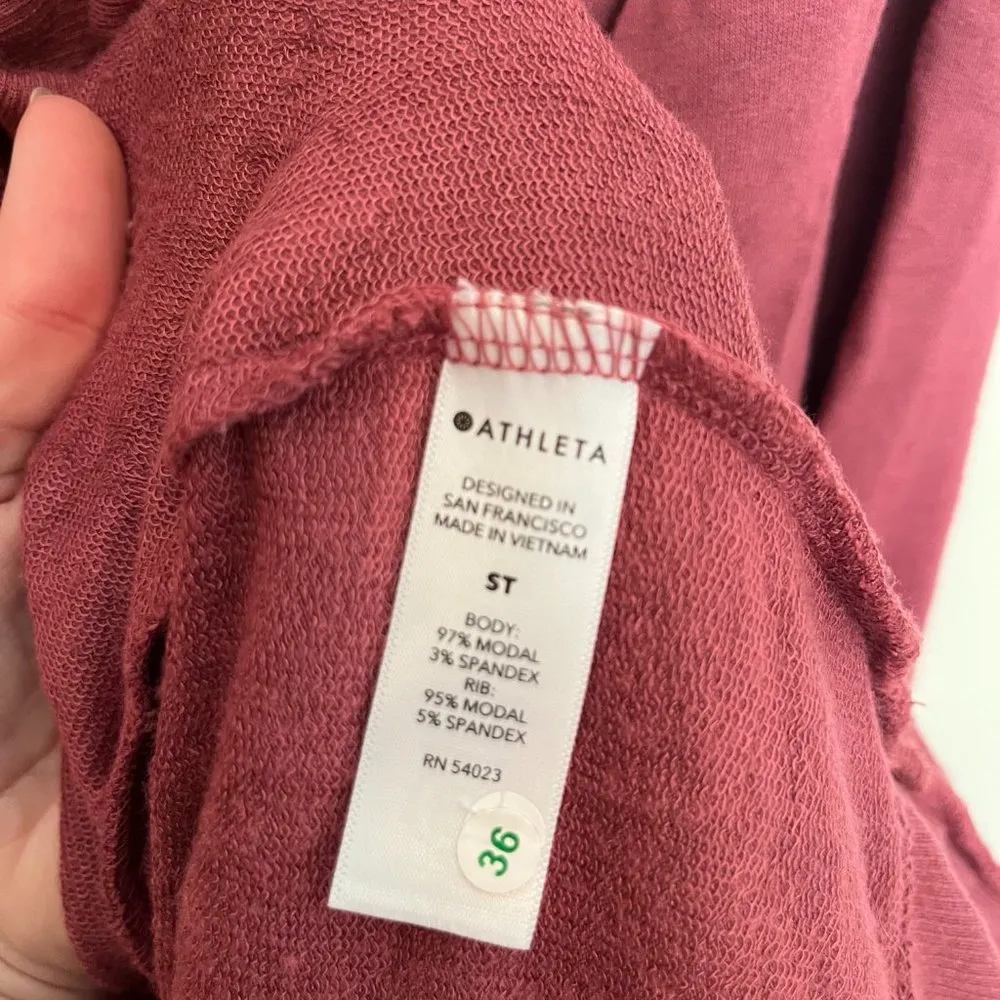 ATHLETA
DESIGNED IN
SAN FRANCISCO
MADE IN VIETNAM
ST
BODY:
97% MODAL
3% SPANDEX
RIB:
95% MODAL
5% SPANDEX
RN 54023
36